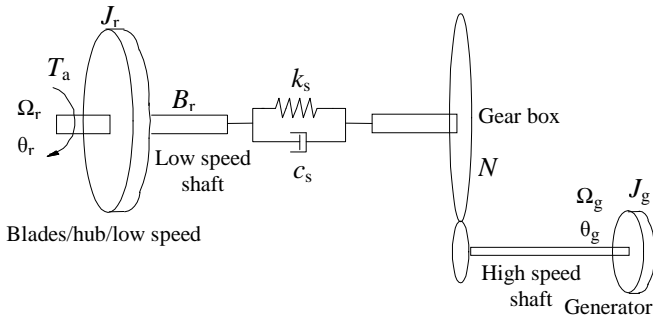 J_r
T_a
Ω_r
θ_r
B_r
k_s
c_s
Low speed
shaft
Blades/hub/low speed
Gear box
N
Ω_g
J_g
θ_g
High speed
shaft
Generator